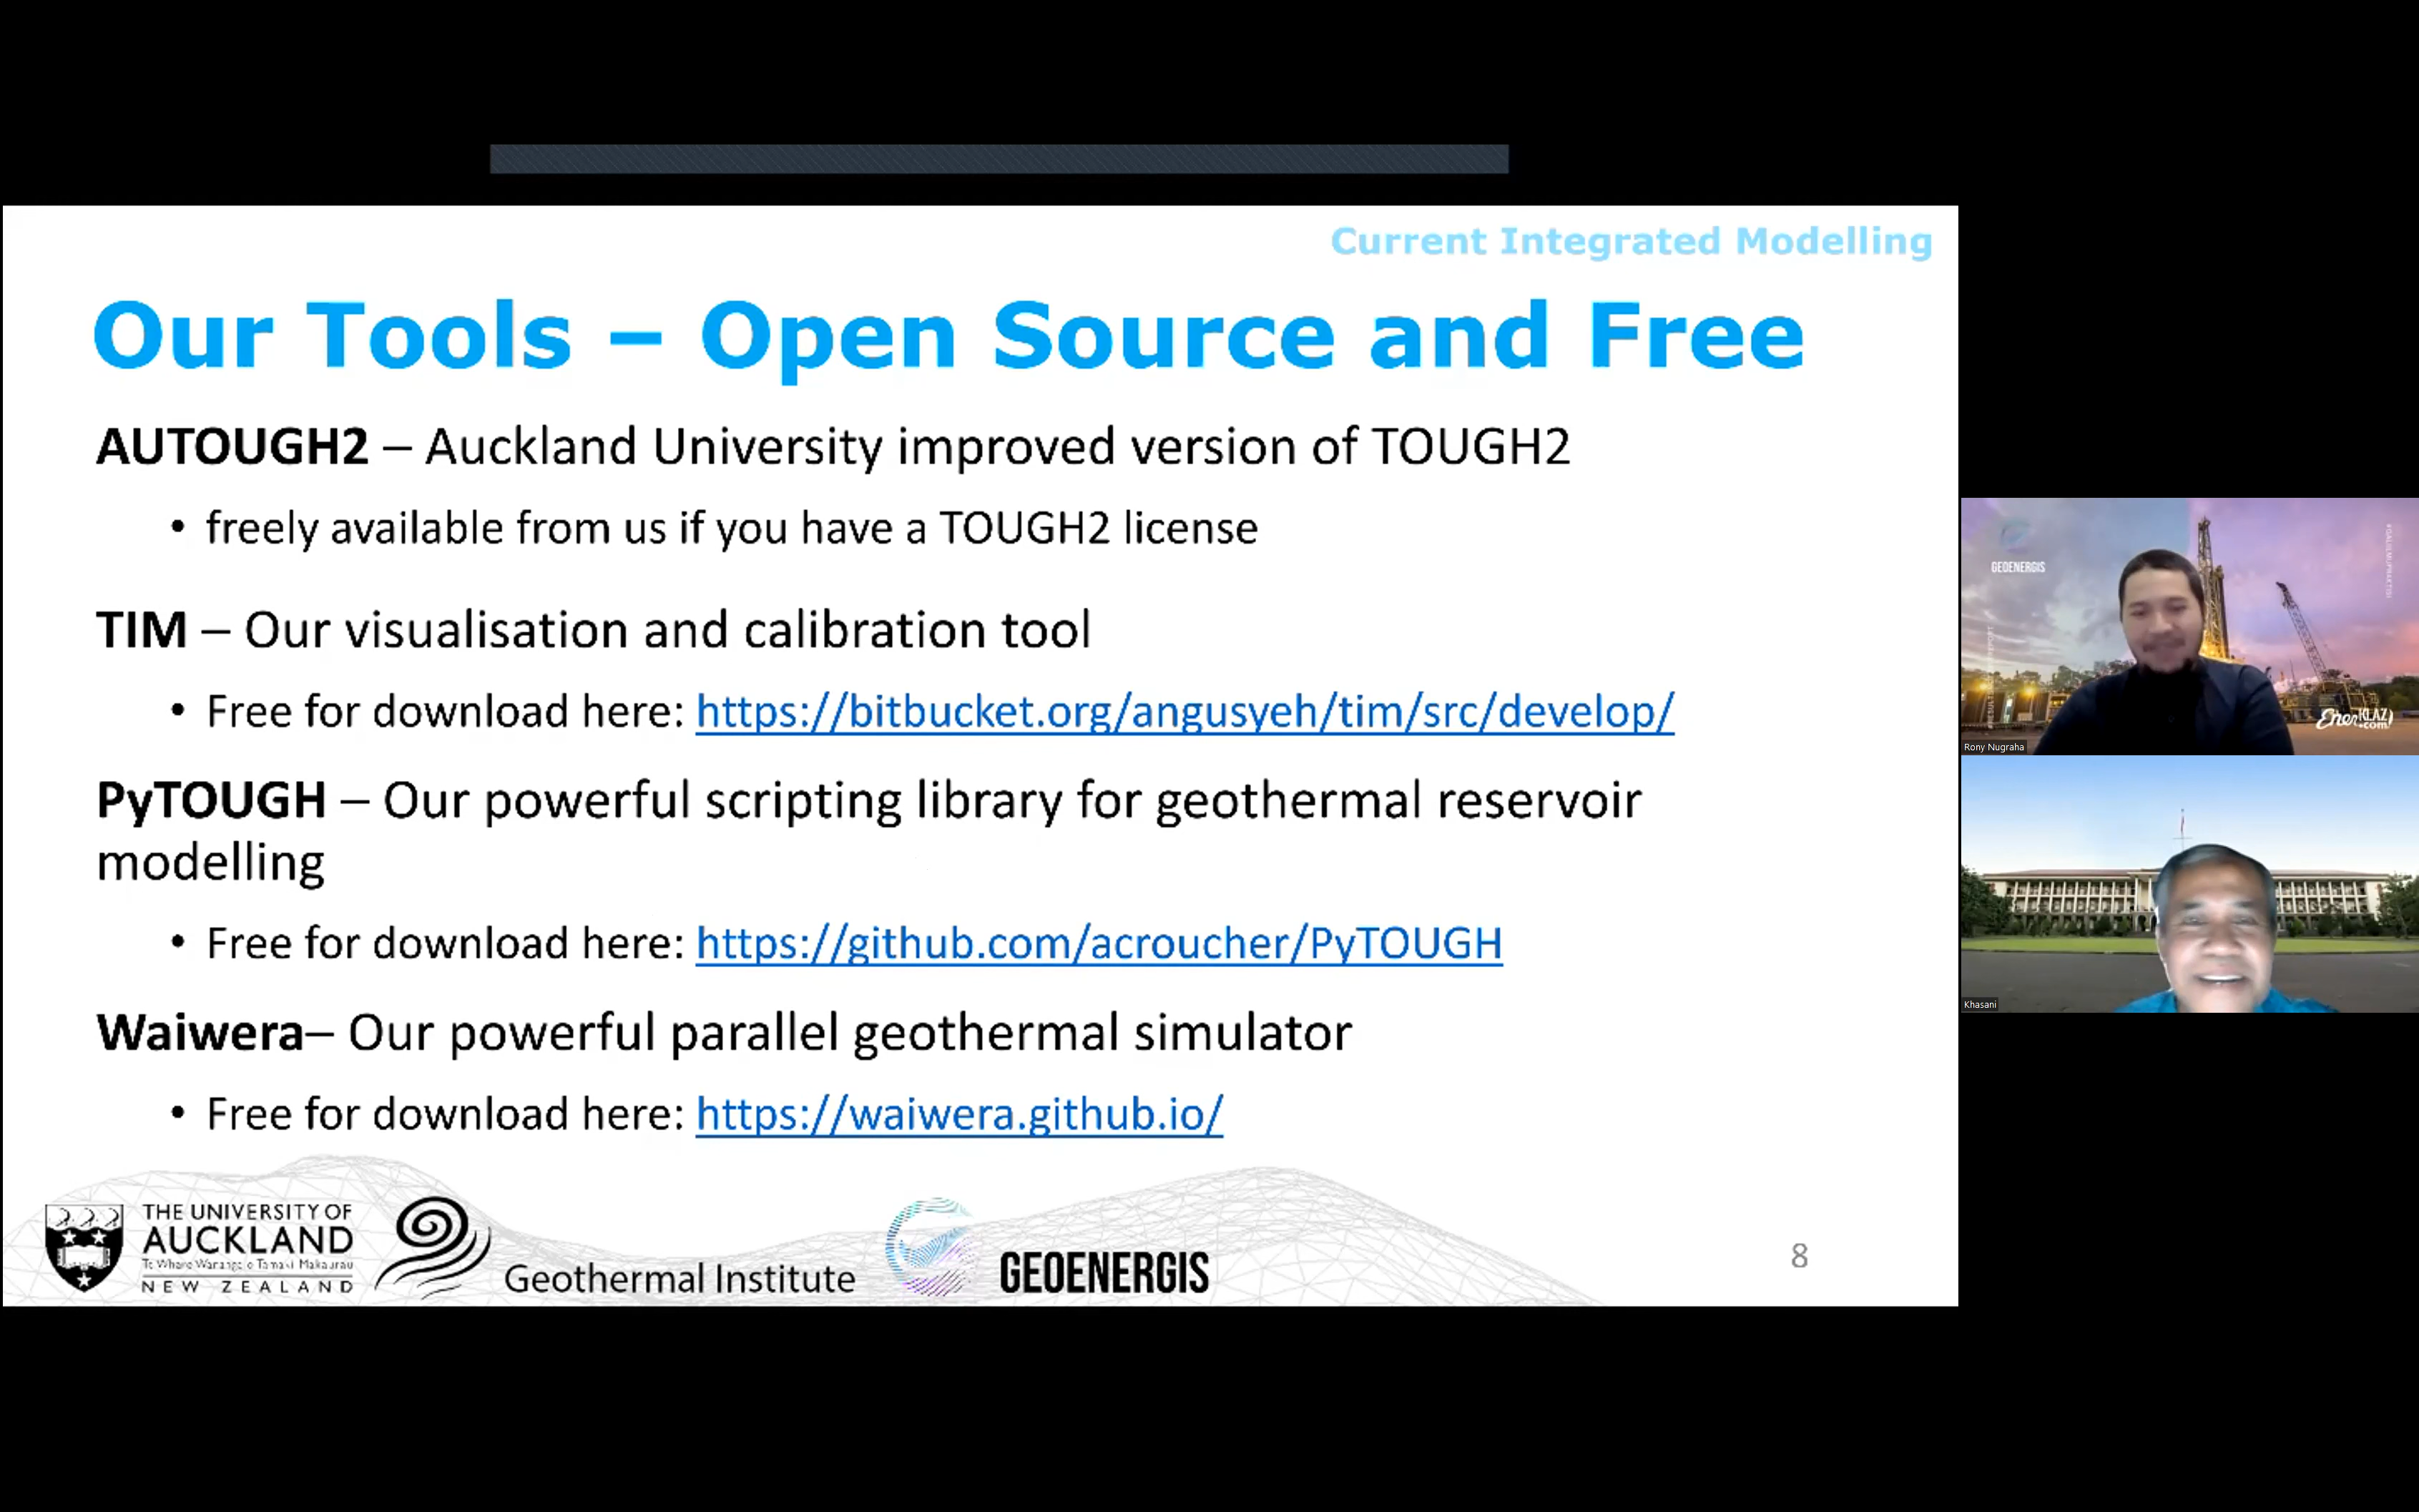 Current Integrated Modelling
Our Tools – Open Source and Free
AUTOUGH2 – Auckland University improved version of TOUGH2
• freely available from us if you have a TOUGH2 license
TIM – Our visualisation and calibration tool
• Free for download here: https://bitbucket.org/angusyeh/tim/src/develop/
PyTOUGH – Our powerful scripting library for geothermal reservoir
modelling
• Free for download here: https://github.com/acroucher/PyTOUGH
Waiwera– Our powerful parallel geothermal simulator
• Free for download here: https://waiwera.github.io/
THE UNIVERSITY OF
AUCKLAND
NEW ZEALAND
Geothermal Institute
GEOENERGIS
8
GEOENERGIS
EnerKLAZ
.com
Rony Nugraha
Khasani